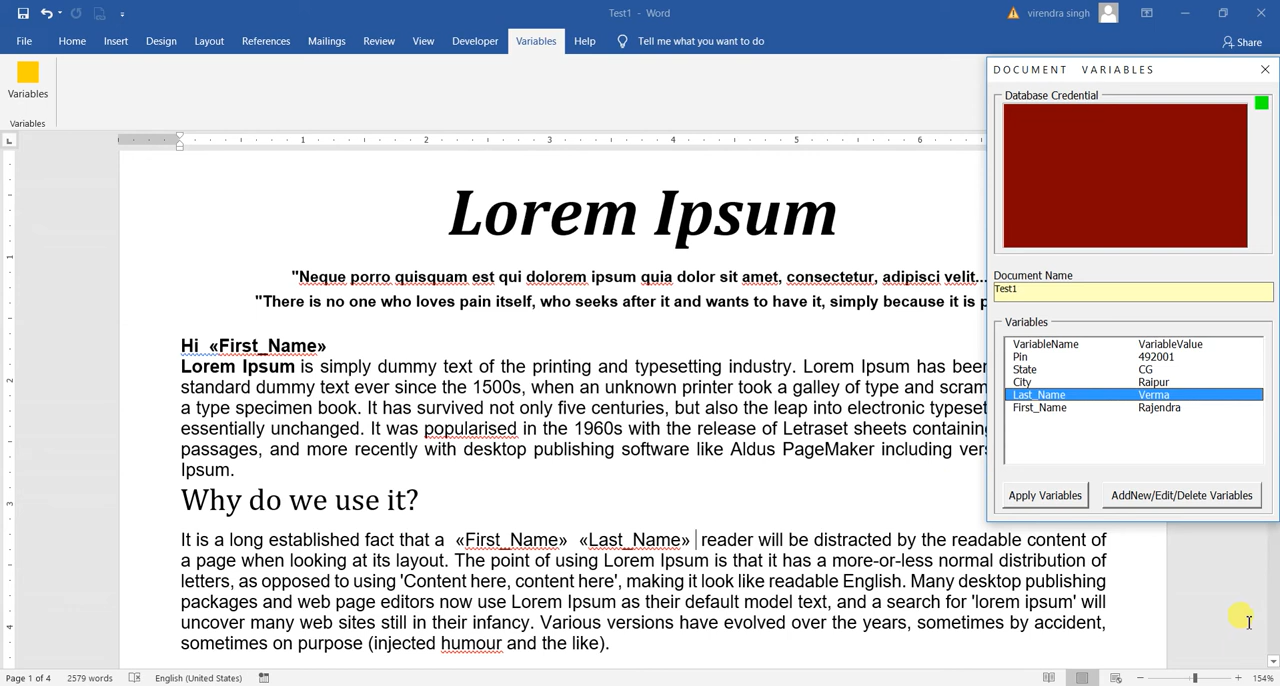 Test1 - Word
virendra singh
File Home Insert Design Layout References Mailings Review View Developer Variables Help Tell me what you want to do Share
Variables
Variables
DOCUMENT VARIABLES
Database Credential
Document Name
Test1
Variables
VariableName VariableValue
Pin 492001
State CG
City Raipur
Last_Name Verma
First_Name Rajendra
Apply Variables AddNew/Edit/Delete Variables
1 2 3 4 5 6
Lorem Ipsum
"Neque porro quisquam est qui dolorem ipsum quia dolor sit amet, consectetur, adipisci velit...
"There is no one who loves pain itself, who seeks after it and wants to have it, simply because it is p
Hi «First_Name»
Lorem Ipsum is simply dummy text of the printing and typesetting industry. Lorem Ipsum has been
standard dummy text ever since the 1500s, when an unknown printer took a galley of type and scram
a type specimen book. It has survived not only five centuries, but also the leap into electronic typeset
essentially unchanged. It was popularised in the 1960s with the release of Letraset sheets containing
passages, and more recently with desktop publishing software like Aldus PageMaker including vers
Ipsum.
Why do we use it?
It is a long established fact that a «First_Name» «Last_Name» reader will be distracted by the readable content of
a page when looking at its layout. The point of using Lorem Ipsum is that it has a more-or-less normal distribution of
letters, as opposed to using 'Content here, content here', making it look like readable English. Many desktop publishing
packages and web page editors now use Lorem Ipsum as their default model text, and a search for 'lorem ipsum' will
uncover many web sites still in their infancy. Various versions have evolved over the years, sometimes by accident,
sometimes on purpose (injected humour and the like).
1
2
3
4
Page 1 of 4 2579 words English (United States) 154%